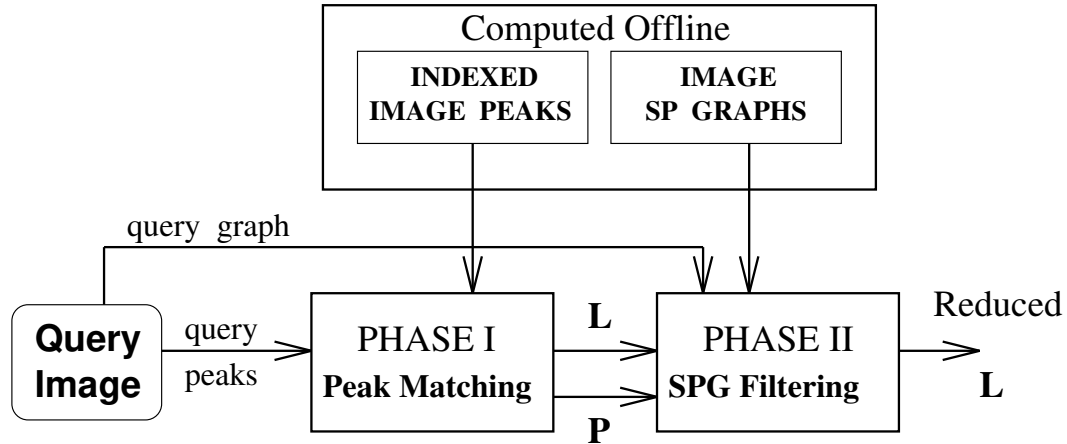 Computed Offline
INDEXED
IMAGE PEAKS
IMAGE
SP GRAPHS
query graph
Query
Image
query
peaks
PHASE I
Peak Matching
L
P
PHASE II
SPG Filtering
Reduced
L